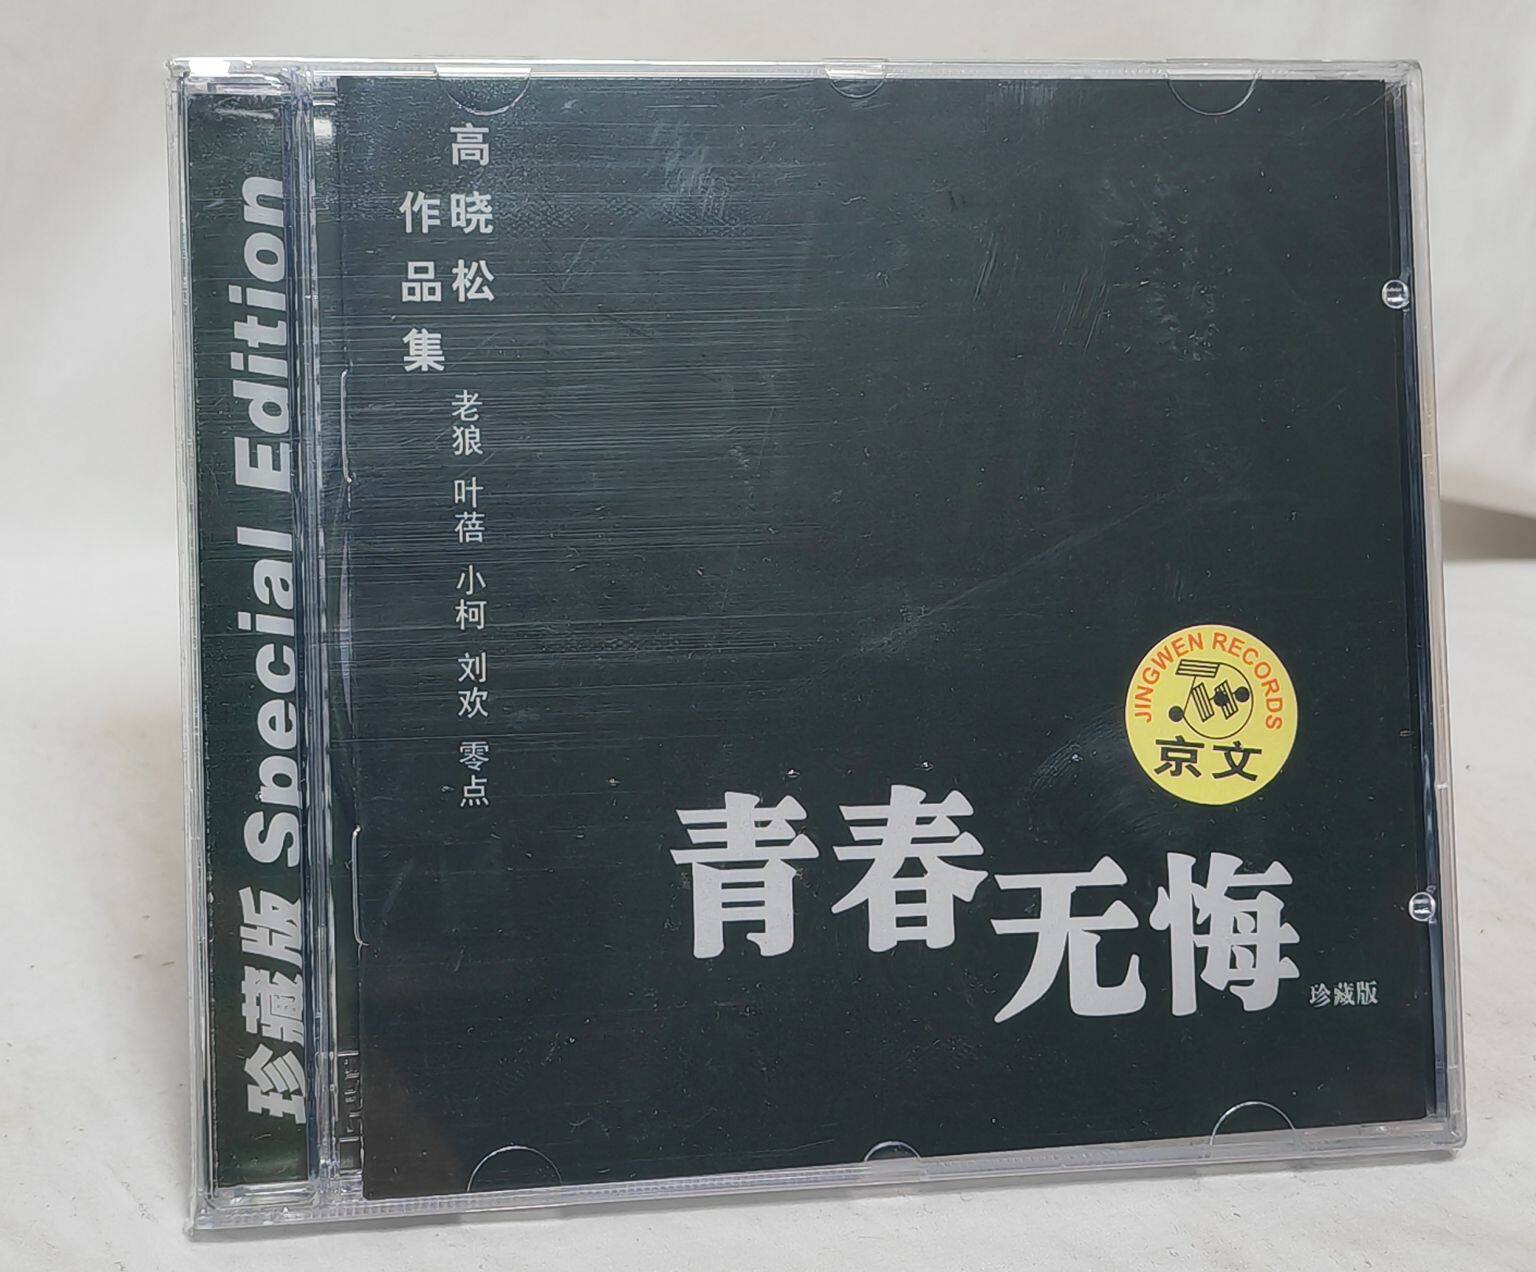 珍藏版 Special Edition
高晓松
作品集
老狼 叶蓓 小柯 刘欢 零点
JINGWEN RECORDS
京文
青春无悔
珍藏版